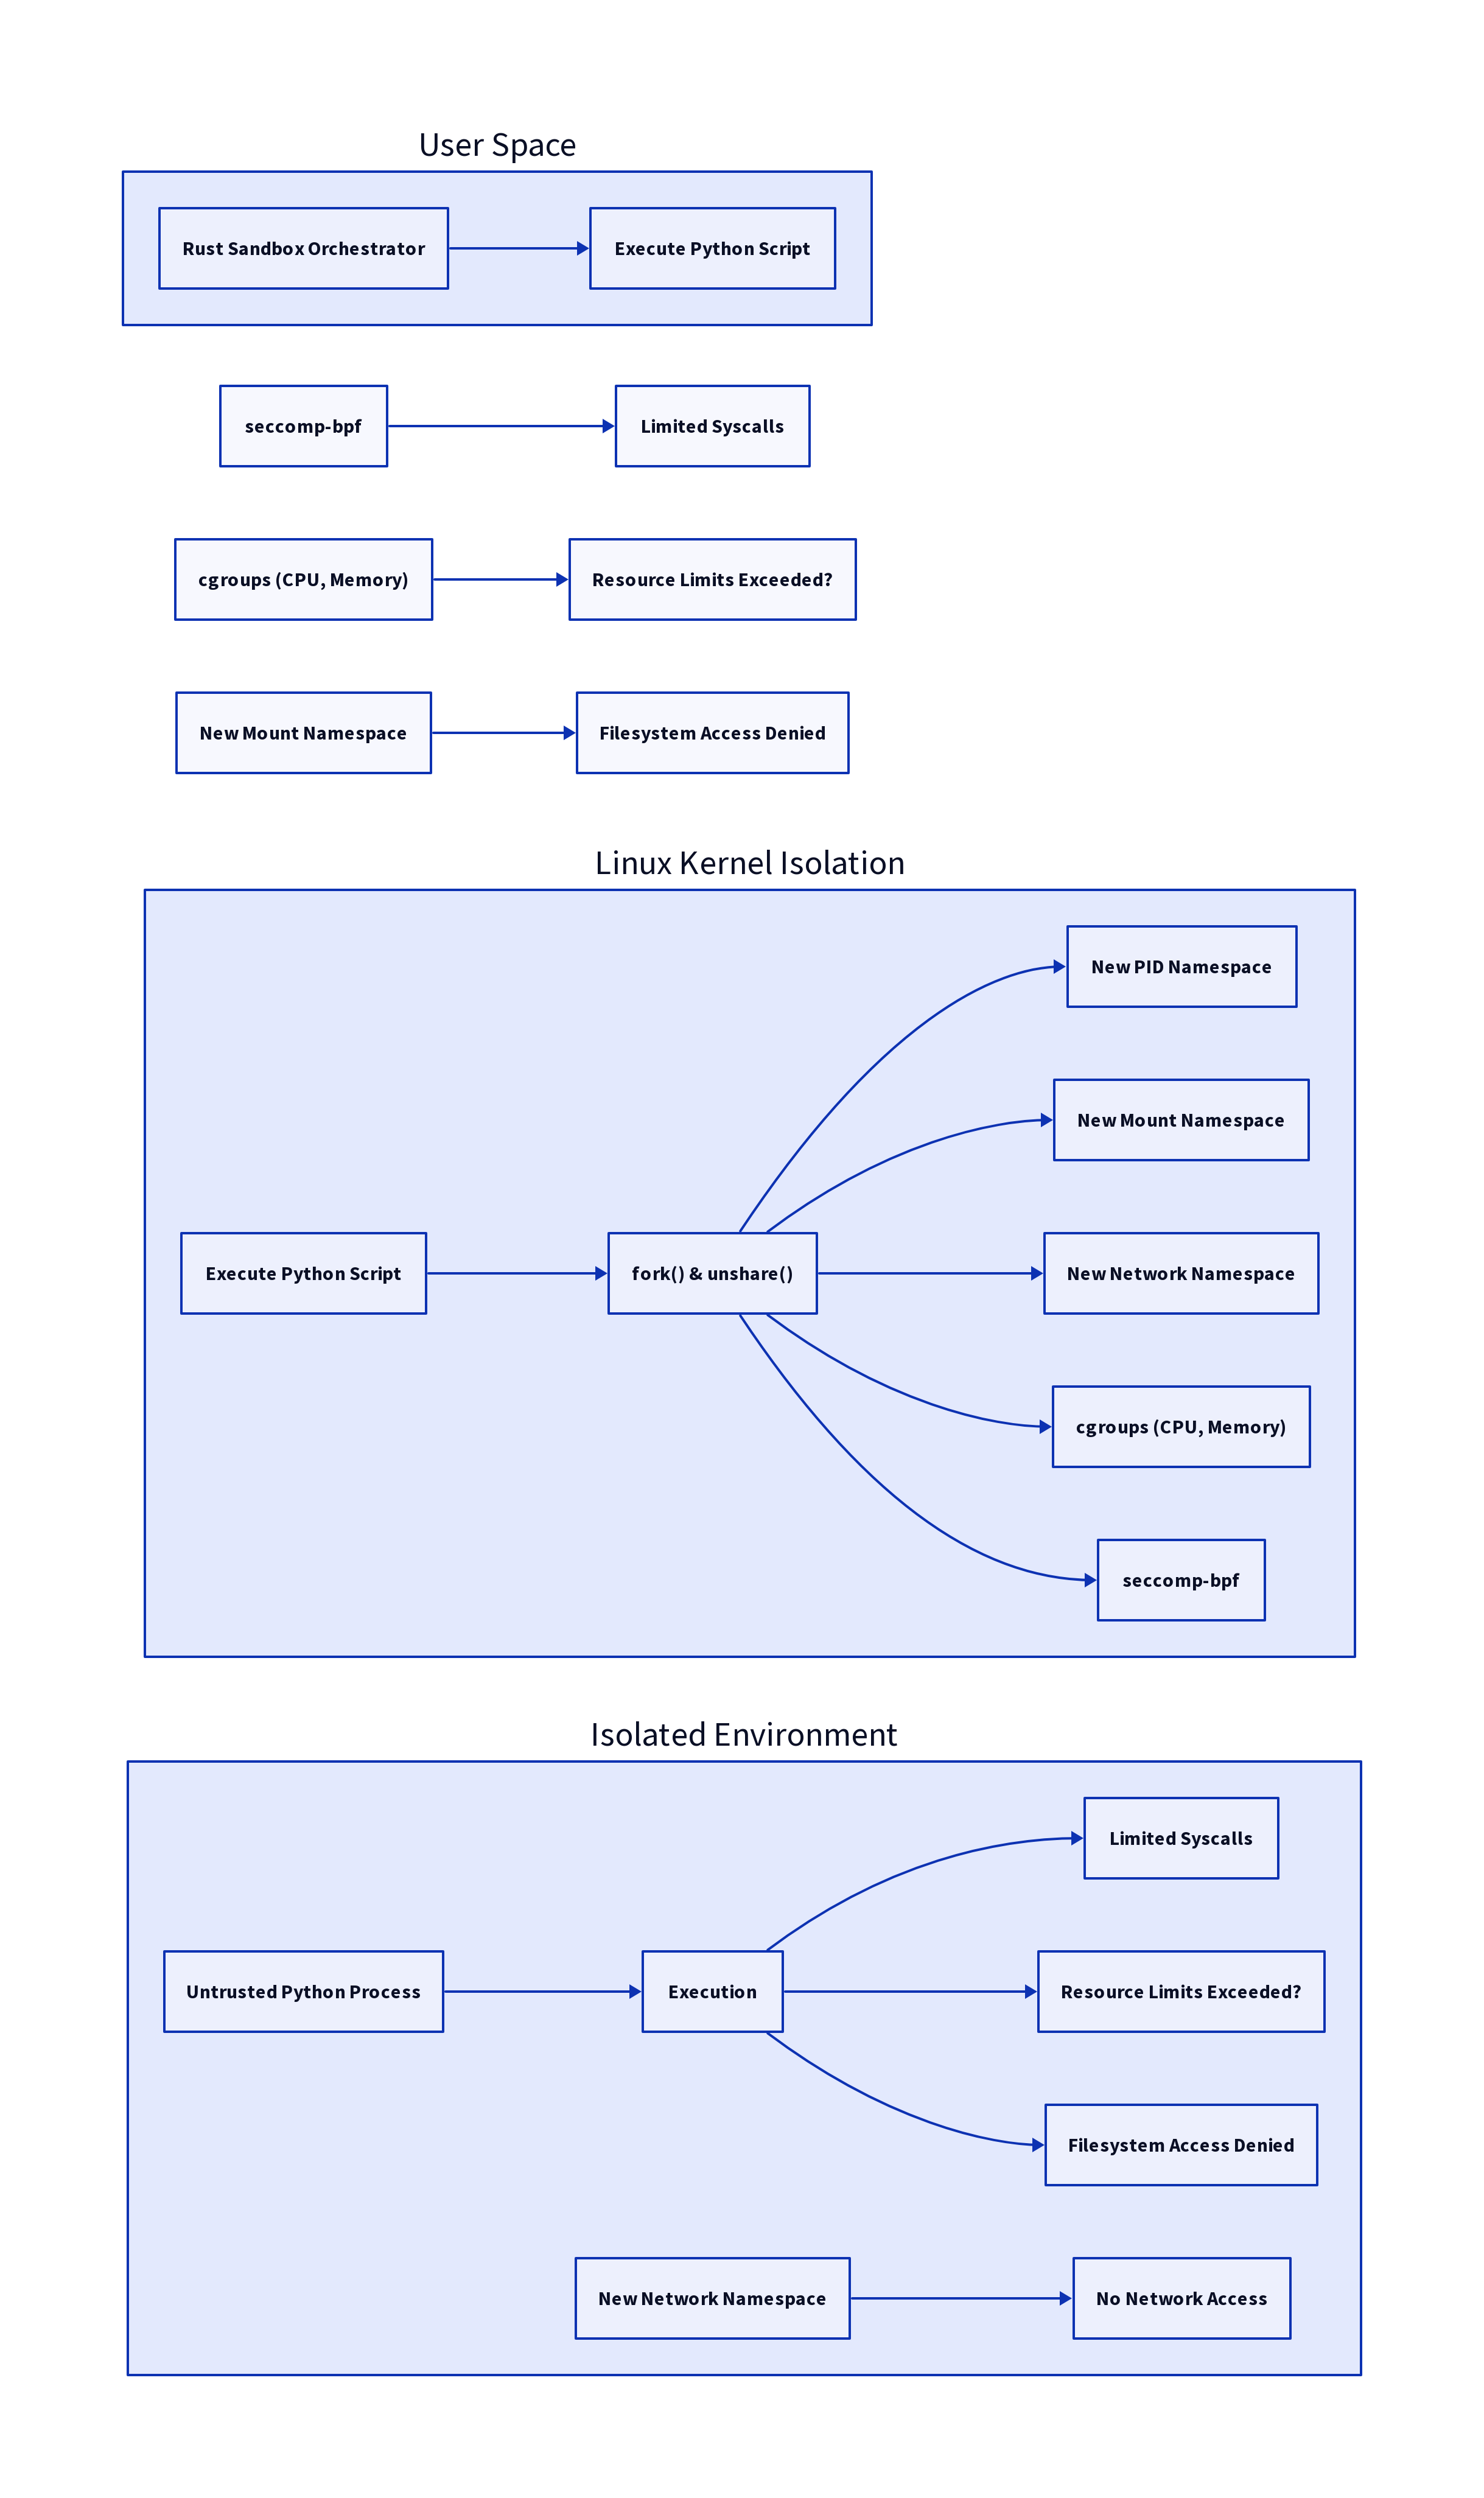 User Space
Rust Sandbox Orchestrator
Execute Python Script
seccomp-bpf
Limited Syscalls
cgroups (CPU, Memory)
Resource Limits Exceeded?
New Mount Namespace
Filesystem Access Denied
Linux Kernel Isolation
New PID Namespace
New Mount Namespace
Execute Python Script
fork() & unshare()
New Network Namespace
cgroups (CPU, Memory)
seccomp-bpf
Isolated Environment
Limited Syscalls
Untrusted Python Process
Execution
Resource Limits Exceeded?
Filesystem Access Denied
New Network Namespace
No Network Access